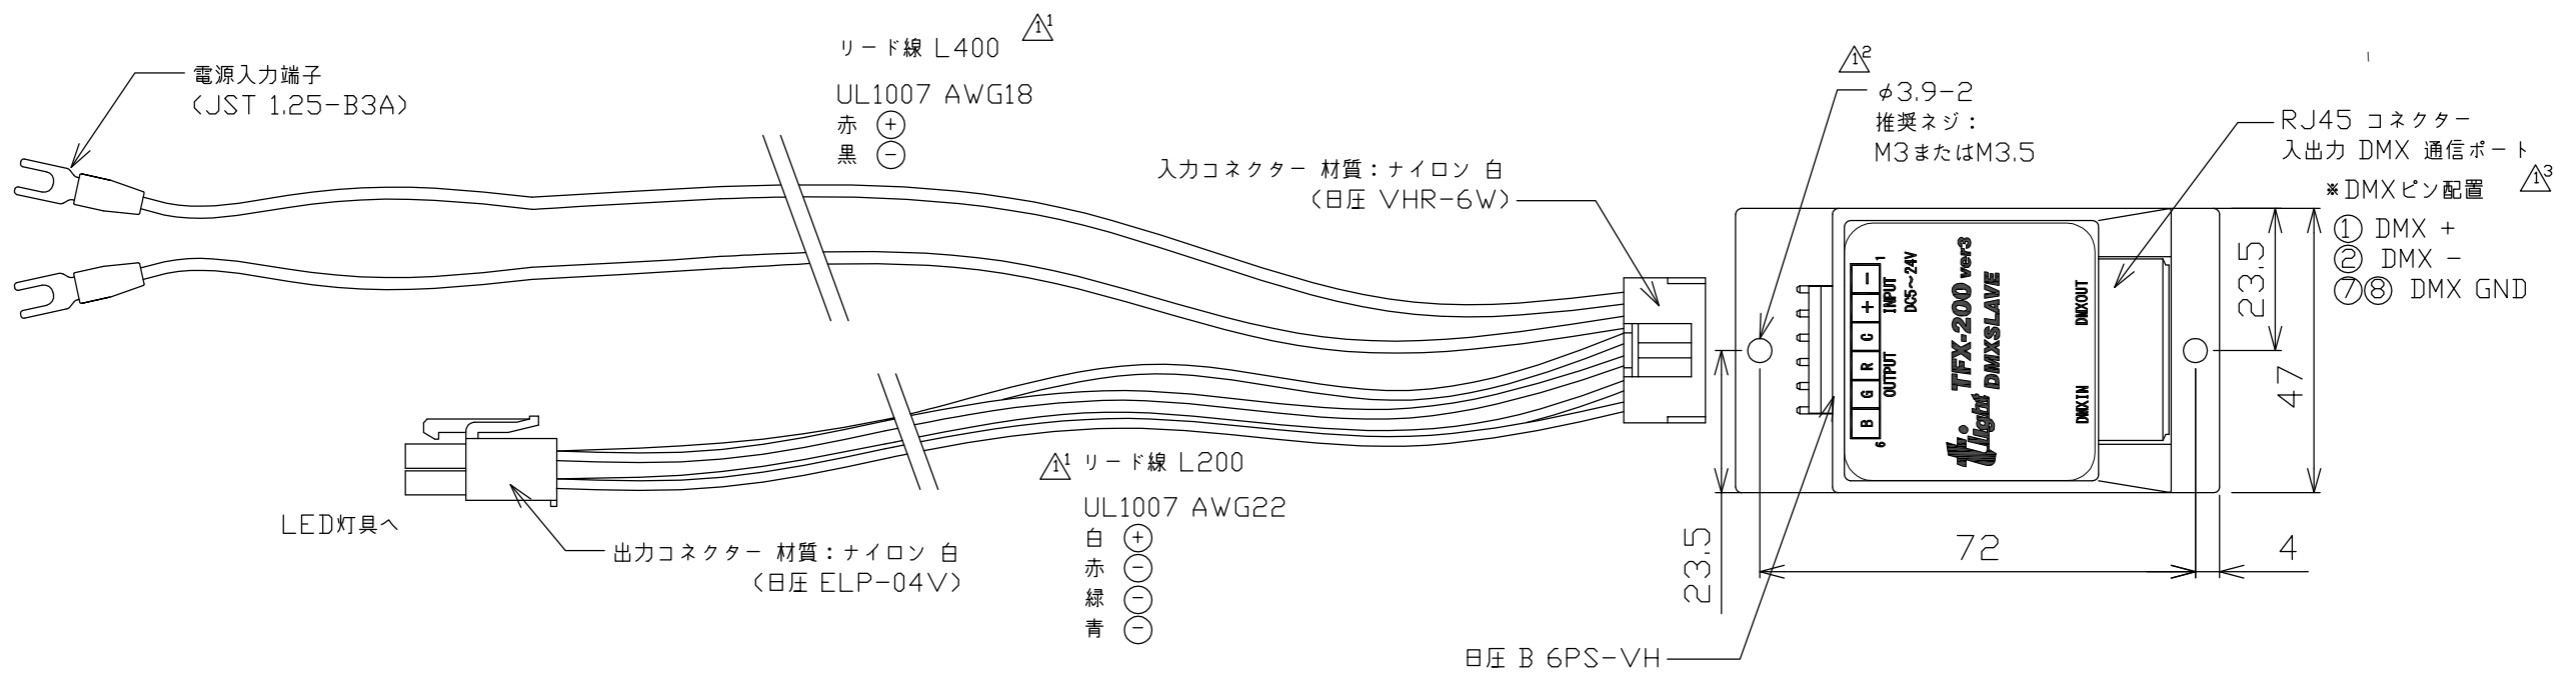 電源入力端子
(JST 1.25-B3A)
リード線 L400
1
1
UL1007 AWG18
赤 ⊕
黒 ⊖
入力コネクター 材質：ナイロン 白
(日圧 VHR-6W)
1
2
φ3.9-2
推奨ネジ：
M3またはM3.5
RJ45 コネクター
入出力 DMX 通信ポート
※DMXピン配置
1
3
① DMX +
② DMX -
⑦⑧ DMX GND
LED灯具へ
出力コネクター 材質：ナイロン 白
(日圧 ELP-04V)
1
1
リード線 L200
UL1007 AWG22
白 ⊕
赤 ⊖
緑 ⊖
青 ⊖
日圧 B 6PS-VH
6 B G R C + - 1
OUTPUT INPUT
DC5～24V
Tilight TFX-200 ver3
DMXSLAVE
DMXIN DMXOUT
23.5
47
23.5
72
4